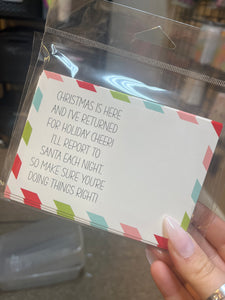 CHRISTMAS IS HERE
AND I'VE RETURNED
FOR HOLIDAY CHEER!
I'LL REPORT TO
SANTA EACH NIGHT,
SO MAKE SURE YOU'RE
DOING THINGS RIGHT!